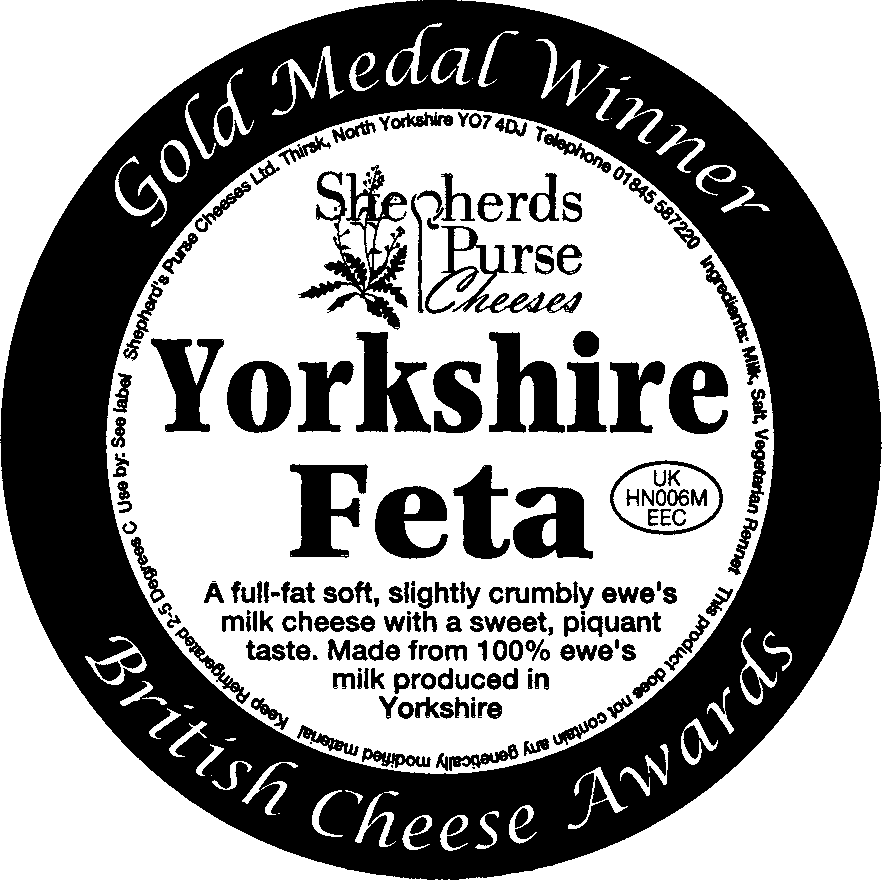 Gold Medal Winner
Shepherd's Purse Cheeses Ltd. Thirsk, North Yorkshire YO7 4DJ Telephone 01845 587220 Ingredients: Milk, Salt, Vegetarian Rennet This product does not contain any genetically modified material Keep Refrigerated 2-5 Degrees C Use by: See label
Shepherds
Purse
Cheeses
Yorkshire
Feta
UK
HN006M
EEC
A full-fat soft, slightly crumbly ewe's
milk cheese with a sweet, piquant
taste. Made from 100% ewe's
milk produced in
Yorkshire
British Cheese Awards